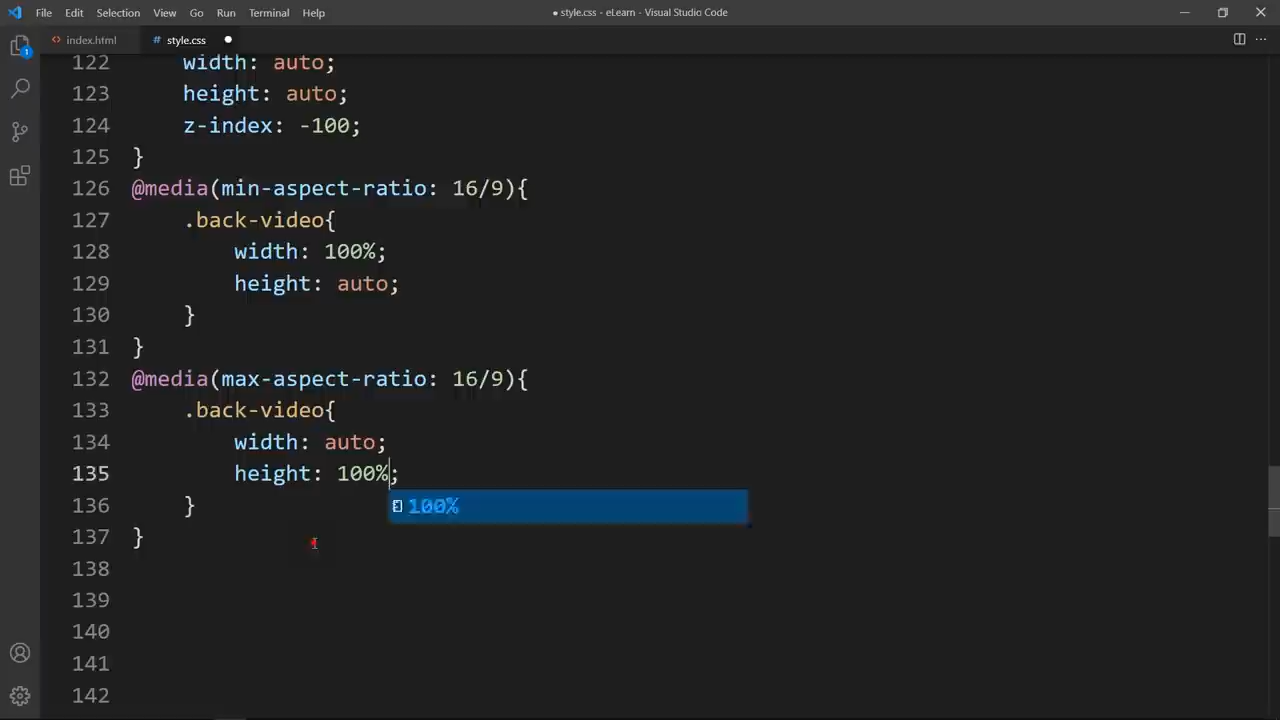 File Edit Selection View Go Run Terminal Help
● style.css - eLearn - Visual Studio Code
index.html
# style.css
1
122 width: auto;
123 height: auto;
124 z-index: -100;
125 }
126 @media(min-aspect-ratio: 16/9){
127 .back-video{
128 width: 100%;
129 height: auto;
130 }
131 }
132 @media(max-aspect-ratio: 16/9){
133 .back-video{
134 width: auto;
135 height: 100%;
100%
136 }
137 }
138
139
140
141
142